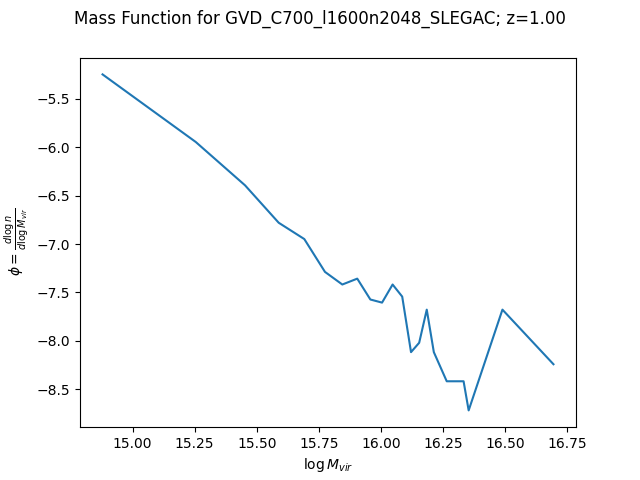 Mass Function for GVD_C700_l1600n2048_SLEGAC; z=1.00
−5.5
−6.0
−6.5
−7.0
−7.5
−8.0
−8.5
ϕ = d log n / d log M_vir
15.00 15.25 15.50 15.75 16.00 16.25 16.50 16.75
log M_vir